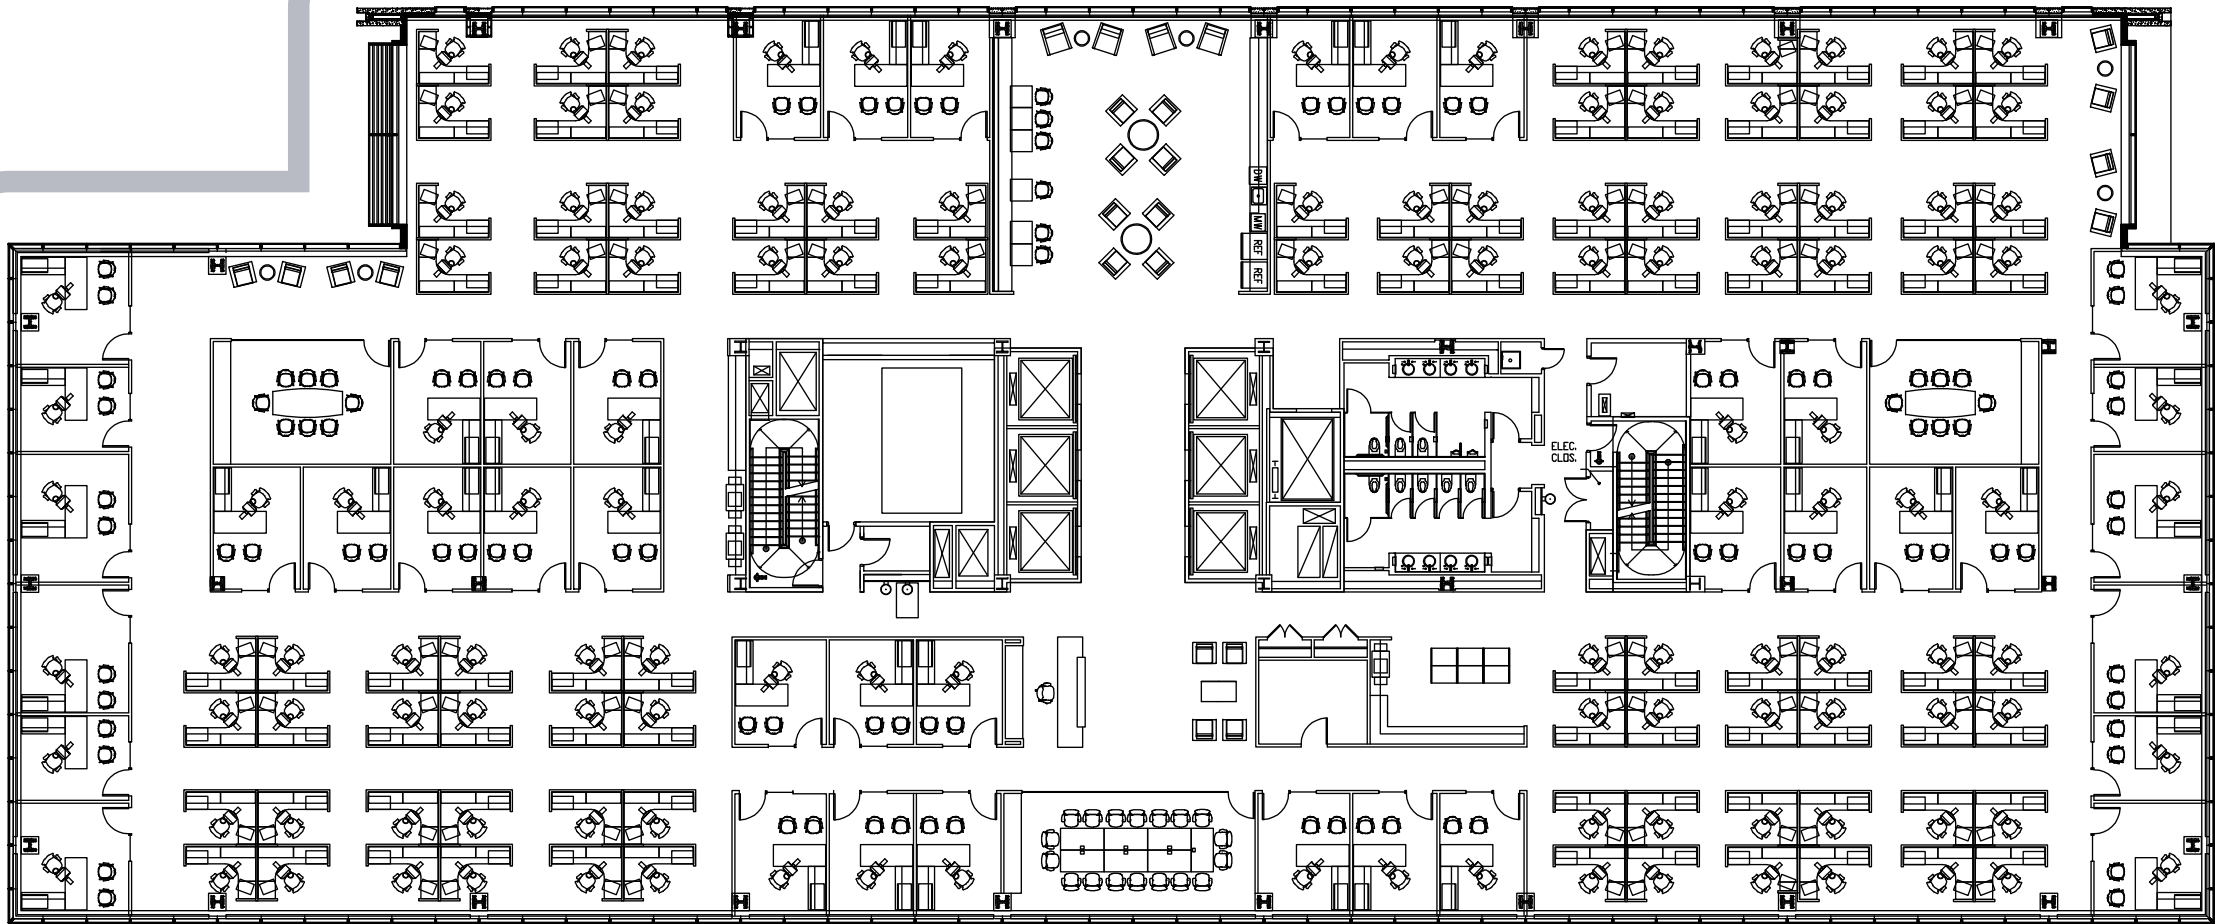 DW
MW
REF
REF
ELEC.
CLOS.